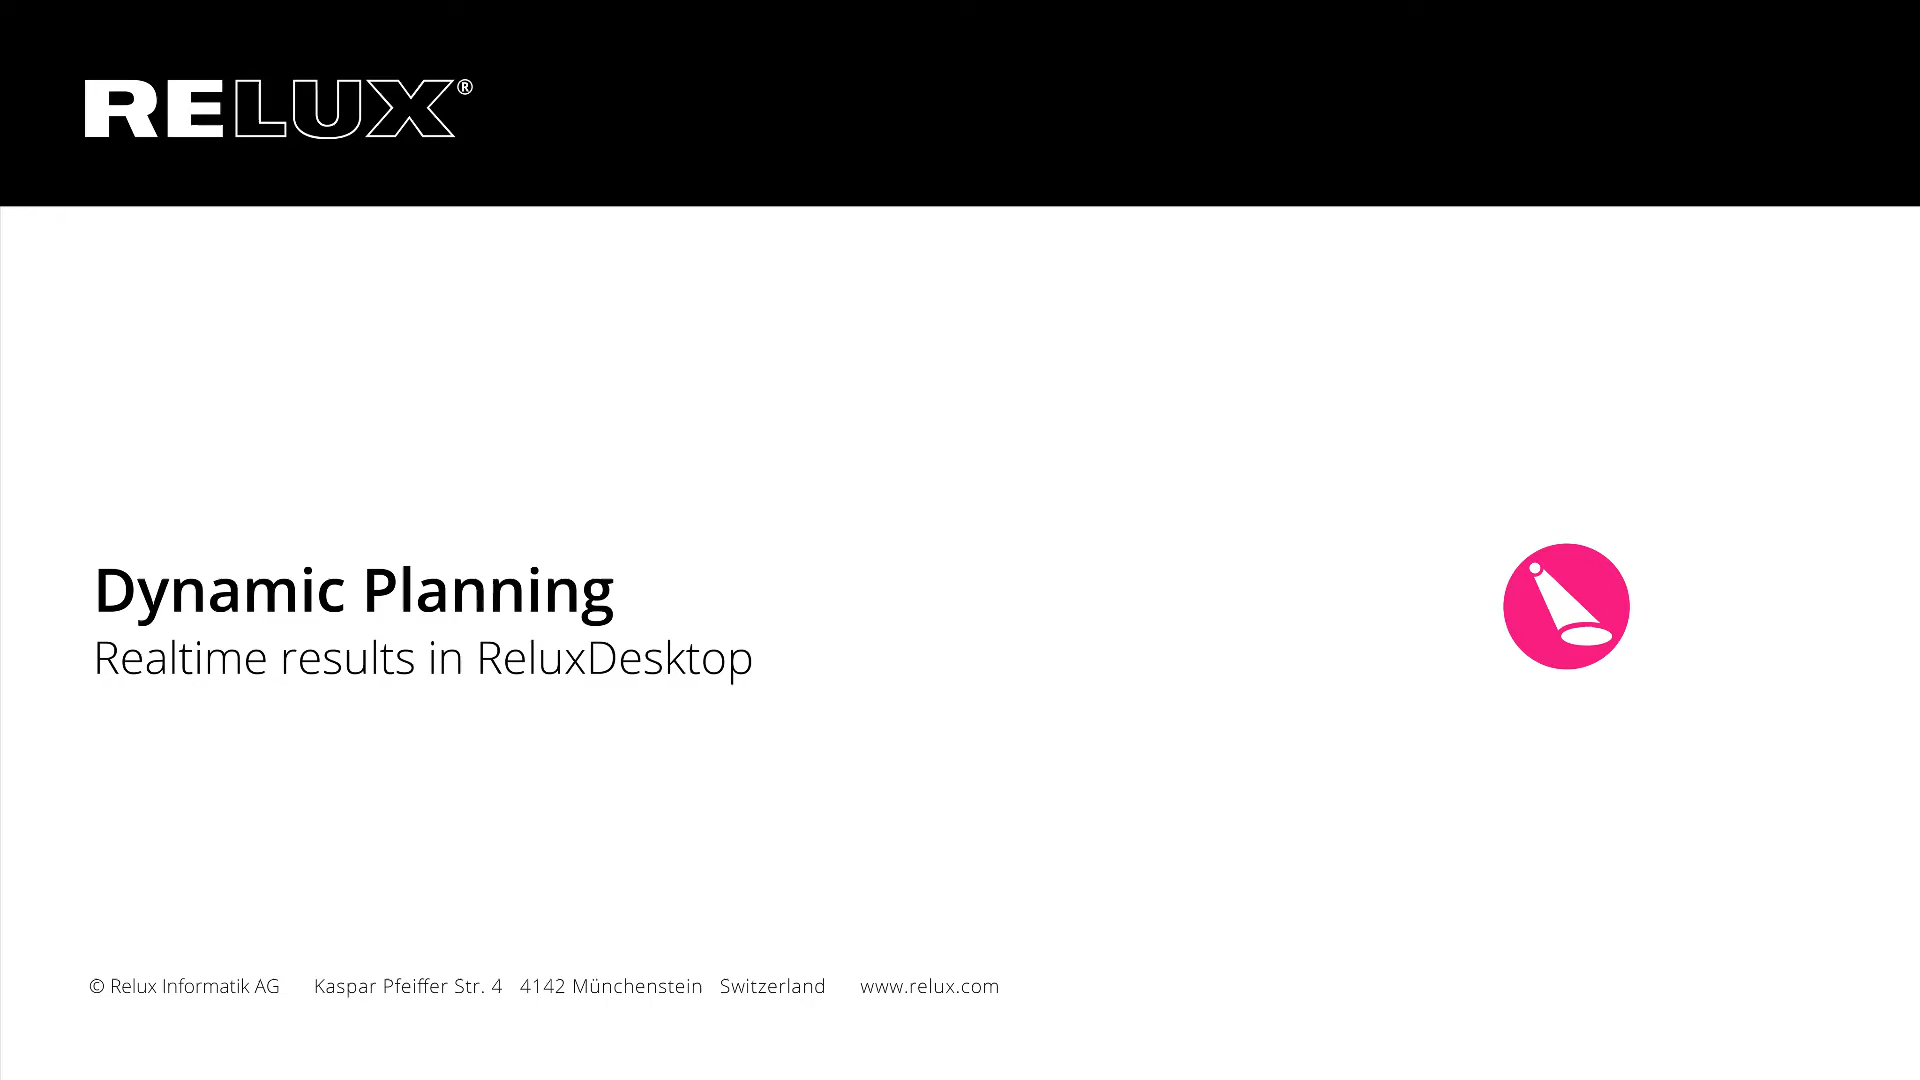 RELUX®
Dynamic Planning
Realtime results in ReluxDesktop
© Relux Informatik AG Kaspar Pfeiffer Str. 4 4142 Münchenstein Switzerland www.relux.com